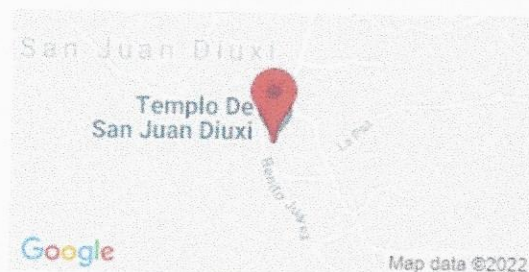 San Juan Diuxi
Templo De
San Juan Diuxi
La Paz
Benito Juárez
Google
Map data ©2022